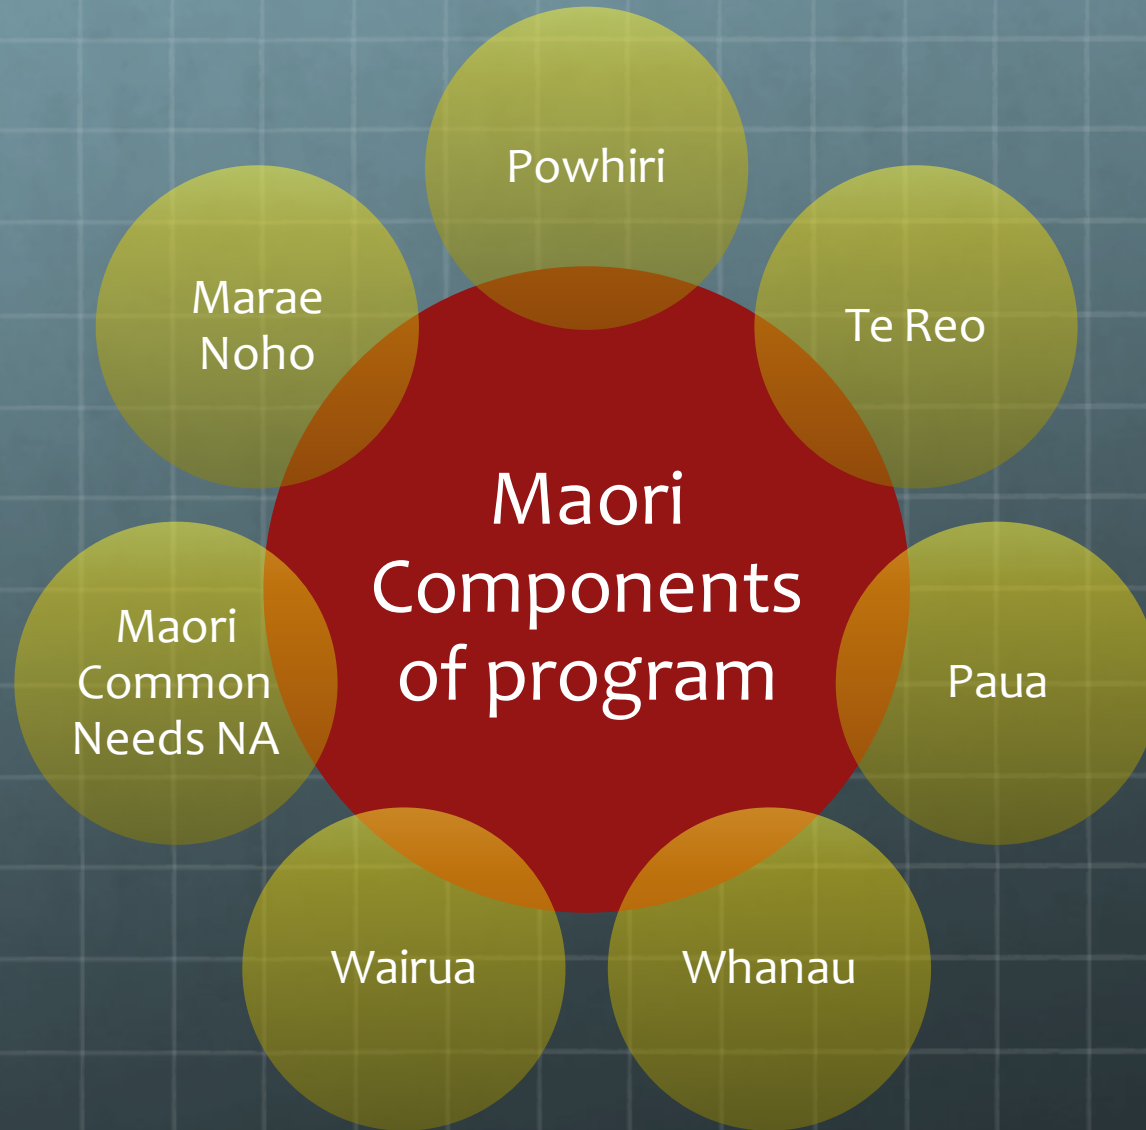 Powhiri
Marae
Noho
Te Reo
Maori
Components
of program
Maori
Common
Needs NA
Paua
Wairua
Whanau